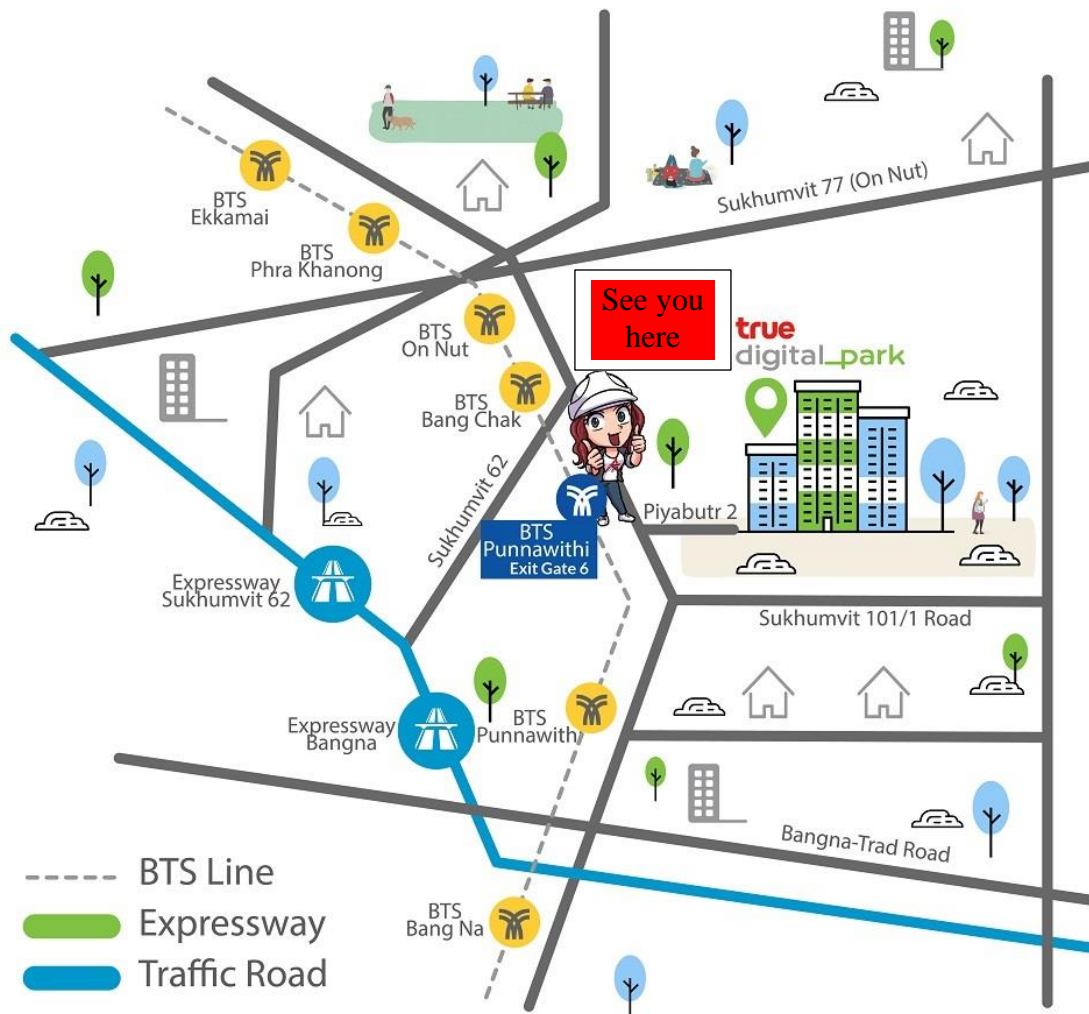 BTS
Ekkamai
BTS
Phra Khanong
Sukhumvit 77 (On Nut)
BTS
On Nut
See you
here
true
digital_park
BTS
Bang Chak
Sukhumvit 62
Piyabutr 2
BTS
Punnawithi
Exit Gate 6
Expressway
Sukhumvit 62
Sukhumvit 101/1 Road
Expressway
Bangna
BTS
Punnawith
Bangna-Trad Road
BTS Line
Expressway
Traffic Road
BTS
Bang Na